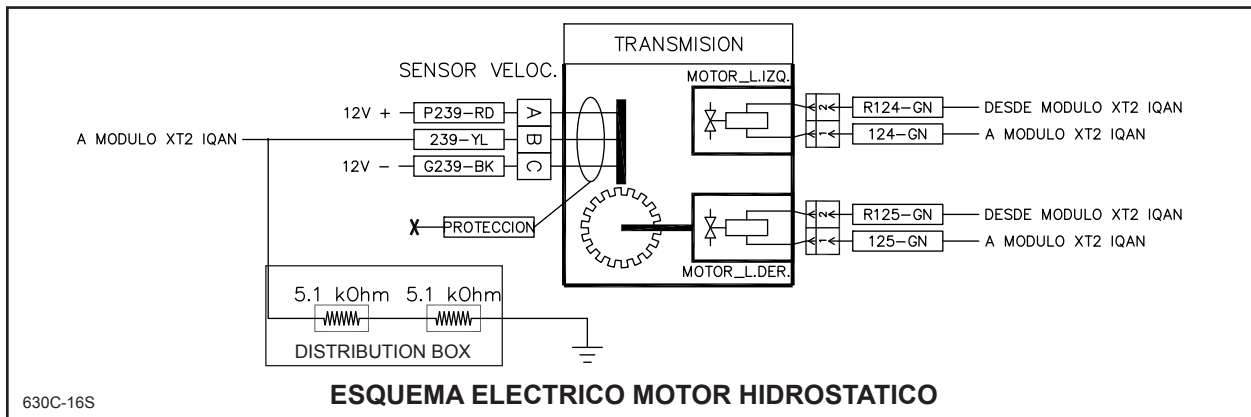 TRANSMISION
SENSOR VELOC.
MOTOR_L.IZQ.
12V + P239-RD A
2 R124-GN DESDE MODULO XT2 IQAN
A MODULO XT2 IQAN 239-YL B
1 124-GN A MODULO XT2 IQAN
12V - G239-BK C
X PROTECCION
2 R125-GN DESDE MODULO XT2 IQAN
1 125-GN A MODULO XT2 IQAN
MOTOR_L.DER.
5.1 kOhm 5.1 kOhm
DISTRIBUTION BOX
630C-16S
ESQUEMA ELECTRICO MOTOR HIDROSTATICO